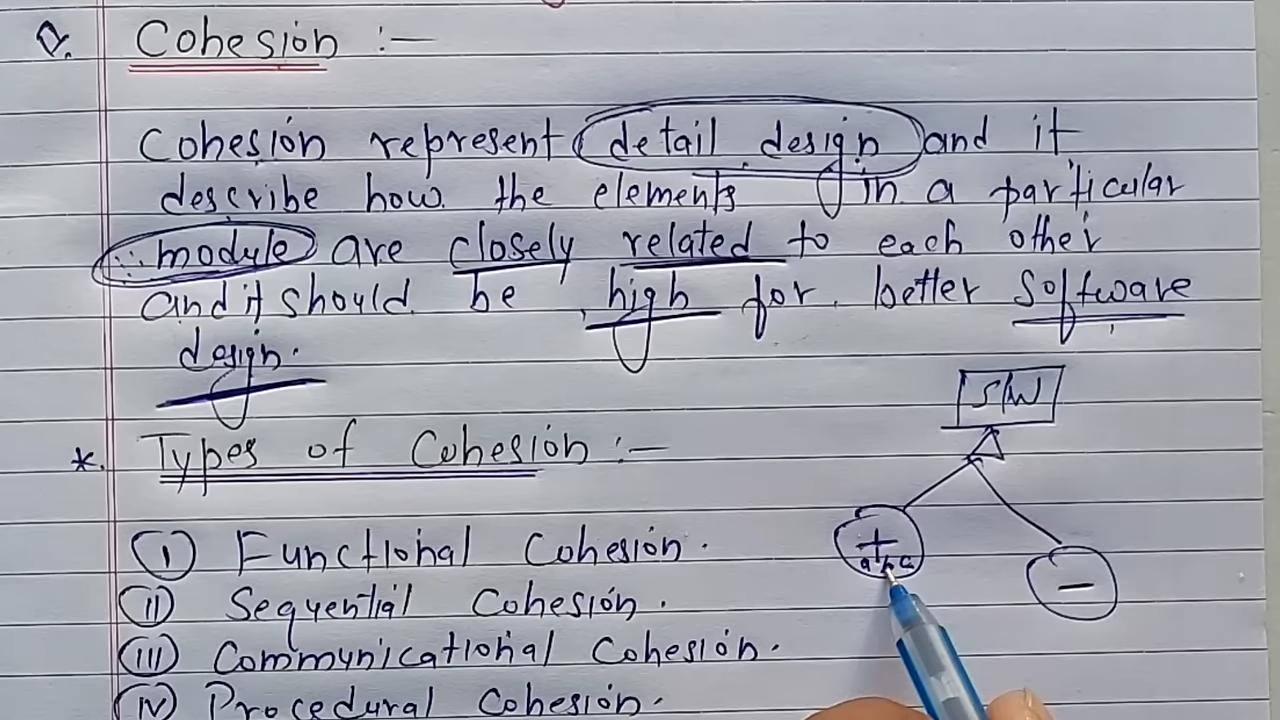 Q. Cohesion :-
Cohesion represent detail design and it
describe how the elements in a particular
module are closely related to each other
and it should be high for better software
design.
S/W
* Types of Cohesion :-
(I) Functional Cohesion.
+
a b c
-
(II) Sequential Cohesion.
(III) Communicational Cohesion.
(IV) Procedural Cohesion.